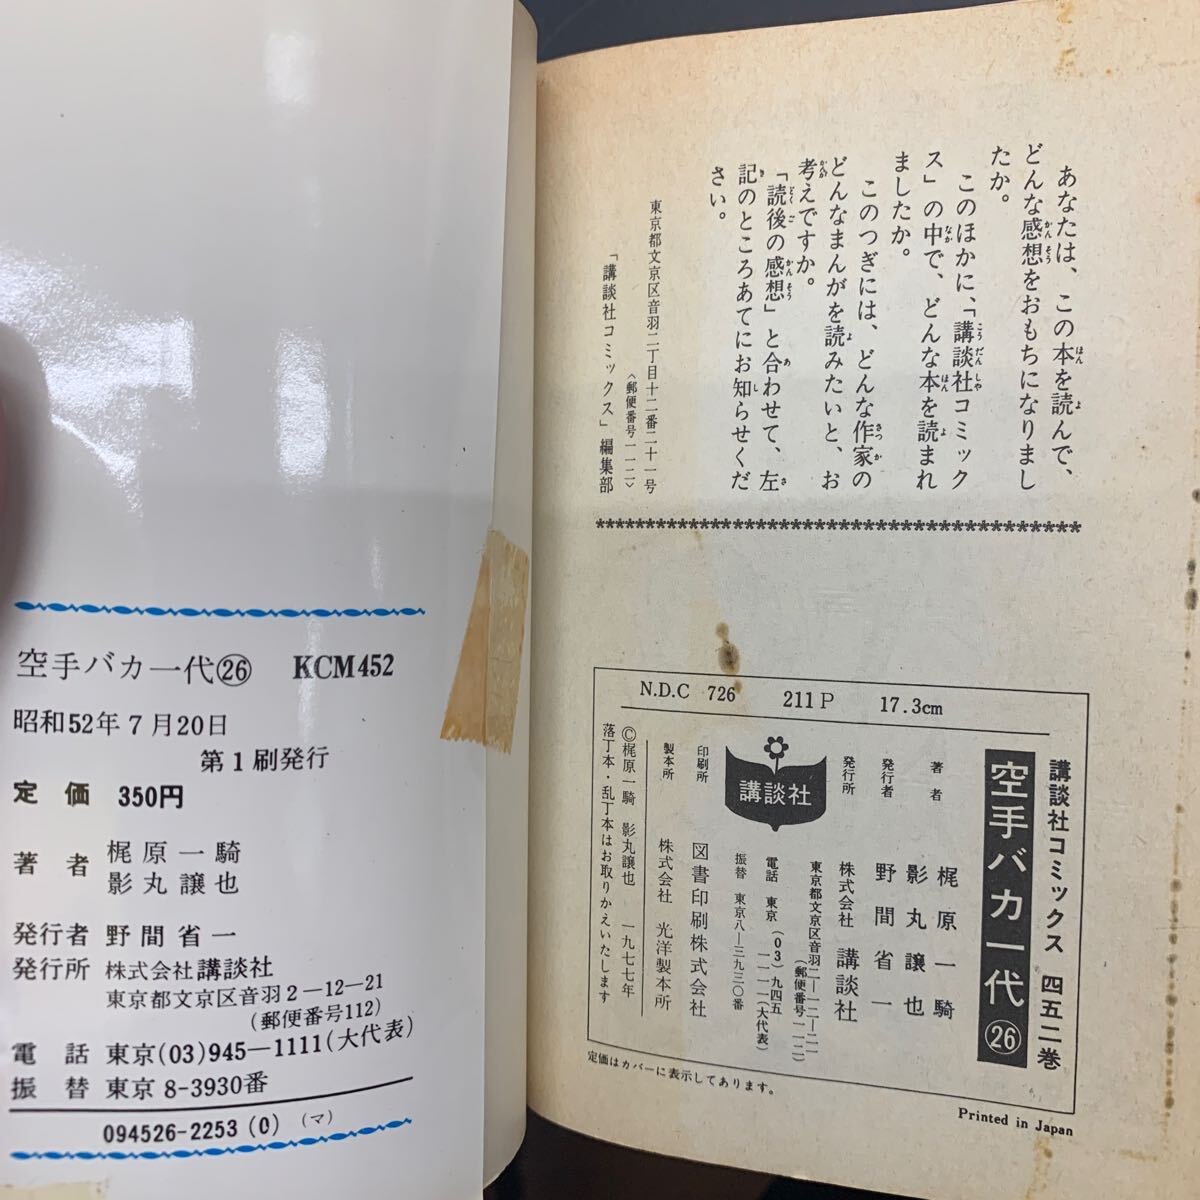 空手バカ一代㉖ KCM452
昭和52年7月20日
第1刷発行
定価 350円
著者 梶原一騎
影丸譲也
発行者 野間省一
発行所 株式会社講談社
東京都文京区音羽2-12-21
(郵便番号112)
電話 東京(03)945-1111(大代表)
振替 東京8-3930番
094526-2253(0) (マ)
あなたは、この本を読んで、
どんな感想をおもちになりまし
たか。
このほかに、「講談社コミック
ス」の中で、どんな本を読まれ
ましたか。
このつぎには、どんな作家の
どんなまんがを読みたいと、お
考えですか。
「読後の感想」と合わせて、左
記のところあてにお知らせくだ
さい。
東京都文京区音羽二丁目十二番二十一号
〈郵便番号一一二〉
「講談社コミックス」編集部
**************************************************
N.D.C 726 211P 17.3cm
講談社コミックス 四五二巻
空手バカ一代㉖
著者 梶原一騎
影丸譲也
発行者 野間省一
発行所 株式会社 講談社
東京都文京区音羽二―一二―二一
(郵便番号一一二)
電話 東京(03)九四五
一一一一(大代表)
振替 東京八―三九三〇番
講談社
印刷所 図書印刷株式会社
製本所 株式会社 光洋製本所
©梶原一騎 影丸譲也 一九七七年
落丁本・乱丁本はお取りかえいたします
定価はカバーに表示してあります。
Printed in Japan